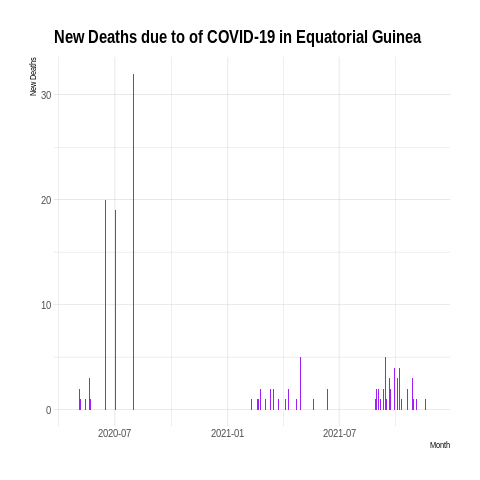 New Deaths due to of COVID-19 in Equatorial Guinea
New Deaths
30
20
10
0
2020-07
2021-01
2021-07
Month